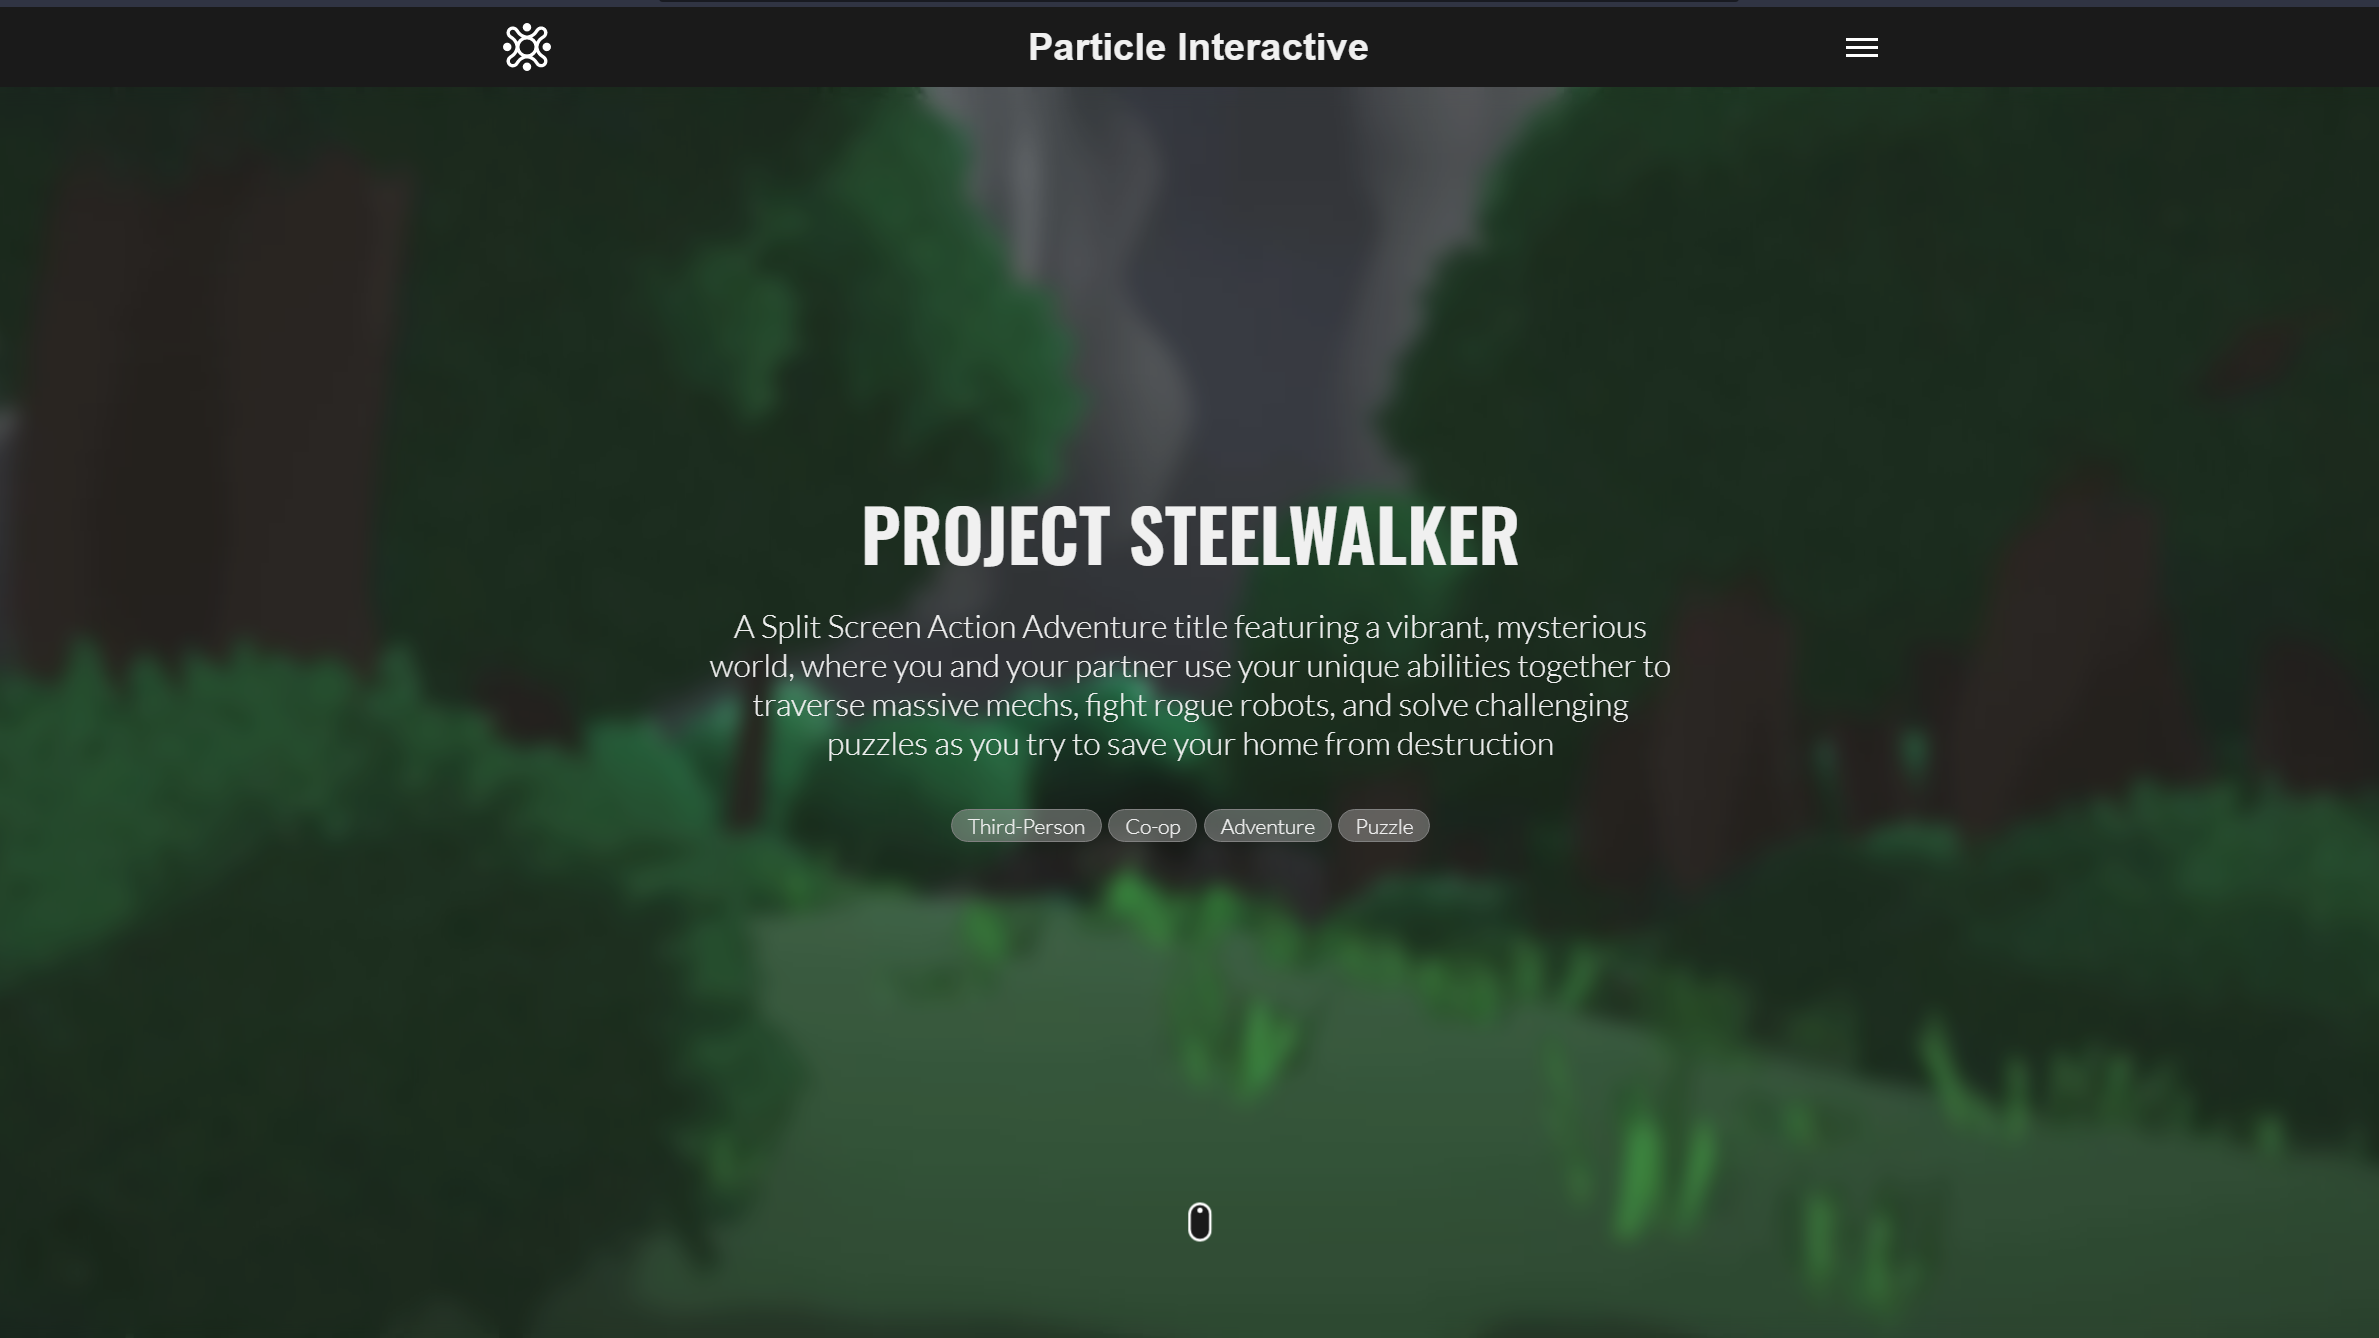 Particle Interactive
PROJECT STEELWALKER
A Split Screen Action Adventure title featuring a vibrant, mysterious
world, where you and your partner use your unique abilities together to
traverse massive mechs, fight rogue robots, and solve challenging
puzzles as you try to save your home from destruction
Third-Person Co-op Adventure Puzzle